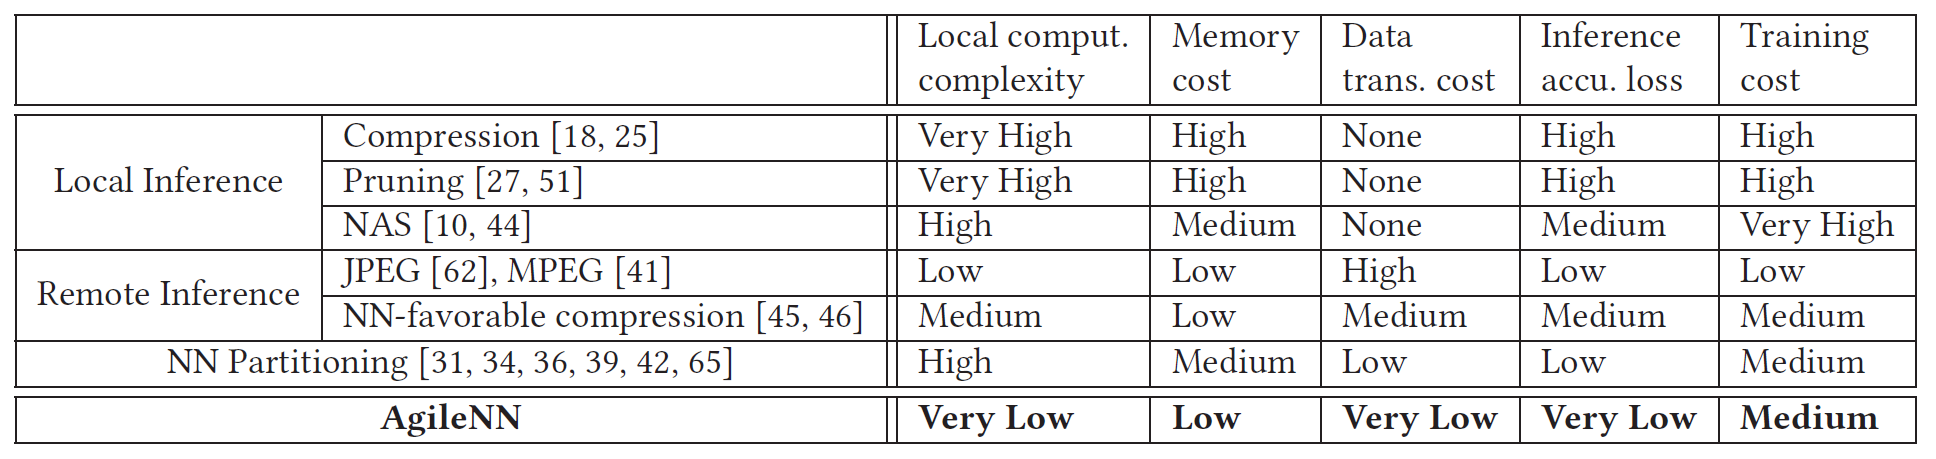 Local comput. complexity Memory cost Data trans. cost Inference accu. loss Training cost
Local Inference Compression [18, 25] Very High High None High High
Pruning [27, 51] Very High High None High High
NAS [10, 44] High Medium None Medium Very High
Remote Inference JPEG [62], MPEG [41] Low Low High Low Low
NN-favorable compression [45, 46] Medium Low Medium Medium Medium
NN Partitioning [31, 34, 36, 39, 42, 65] High Medium Low Low Medium
AgileNN Very Low Low Very Low Very Low Medium